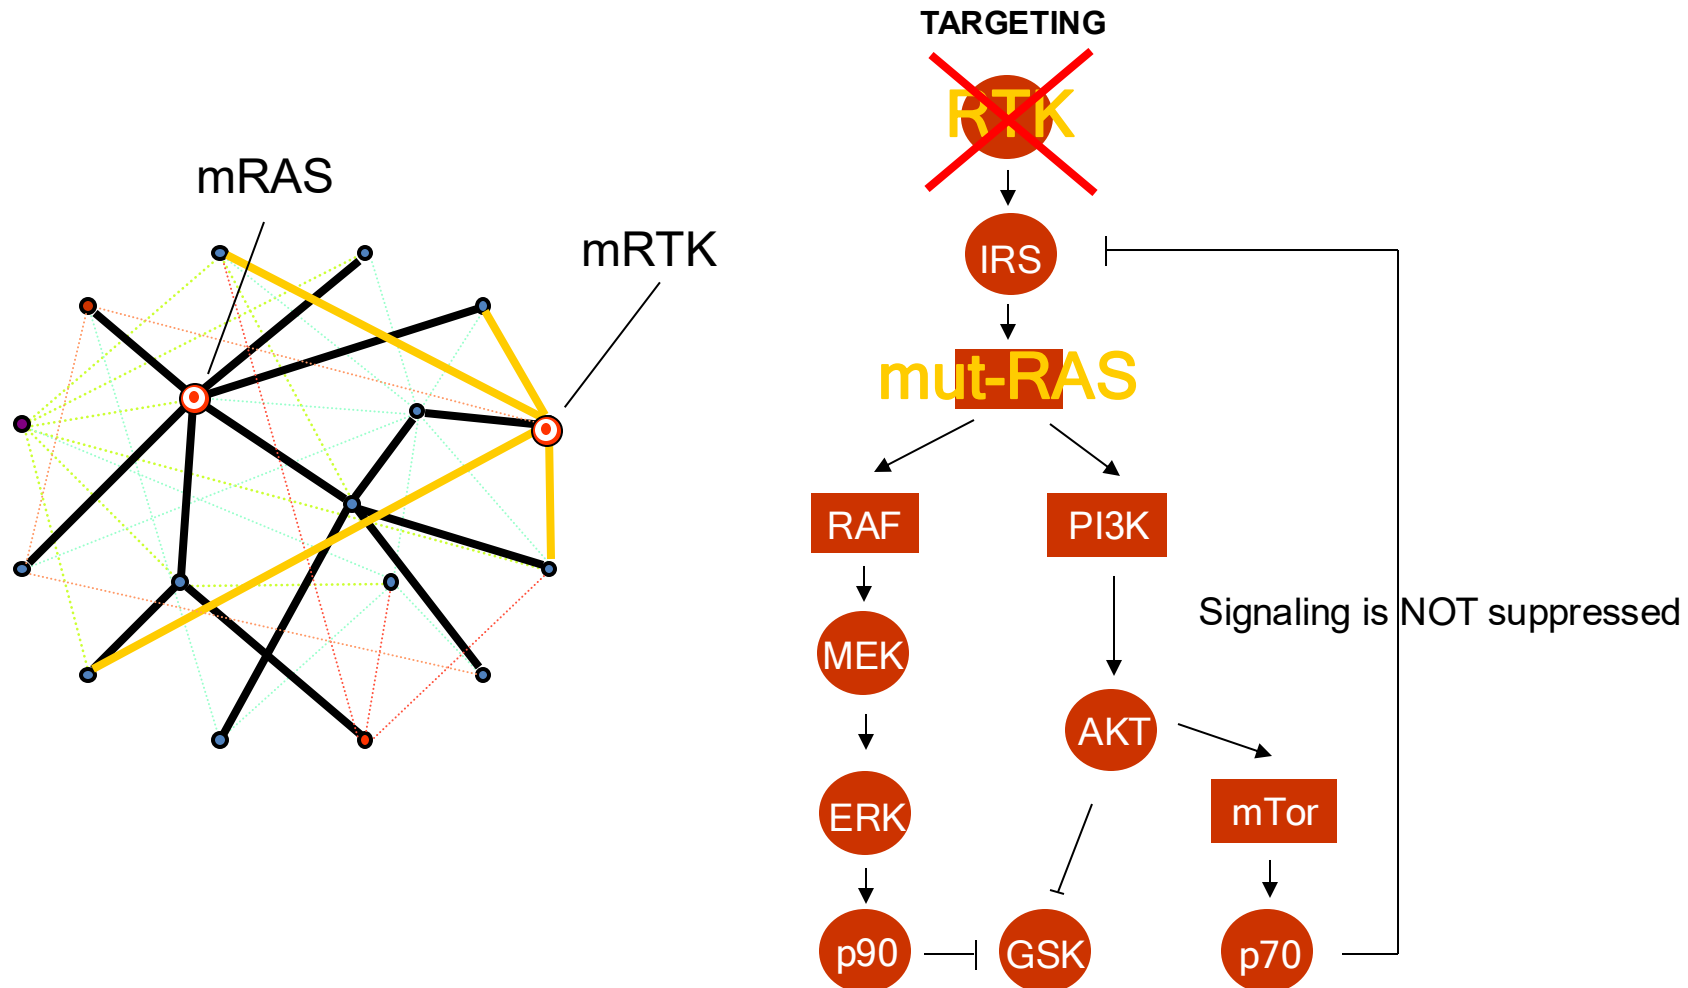 TARGETING
RTK
mRAS
mRTK
IRS
mut-RAS
RAF
PI3K
Signaling is NOT suppressed
MEK
AKT
ERK
mTor
p90
GSK
p70